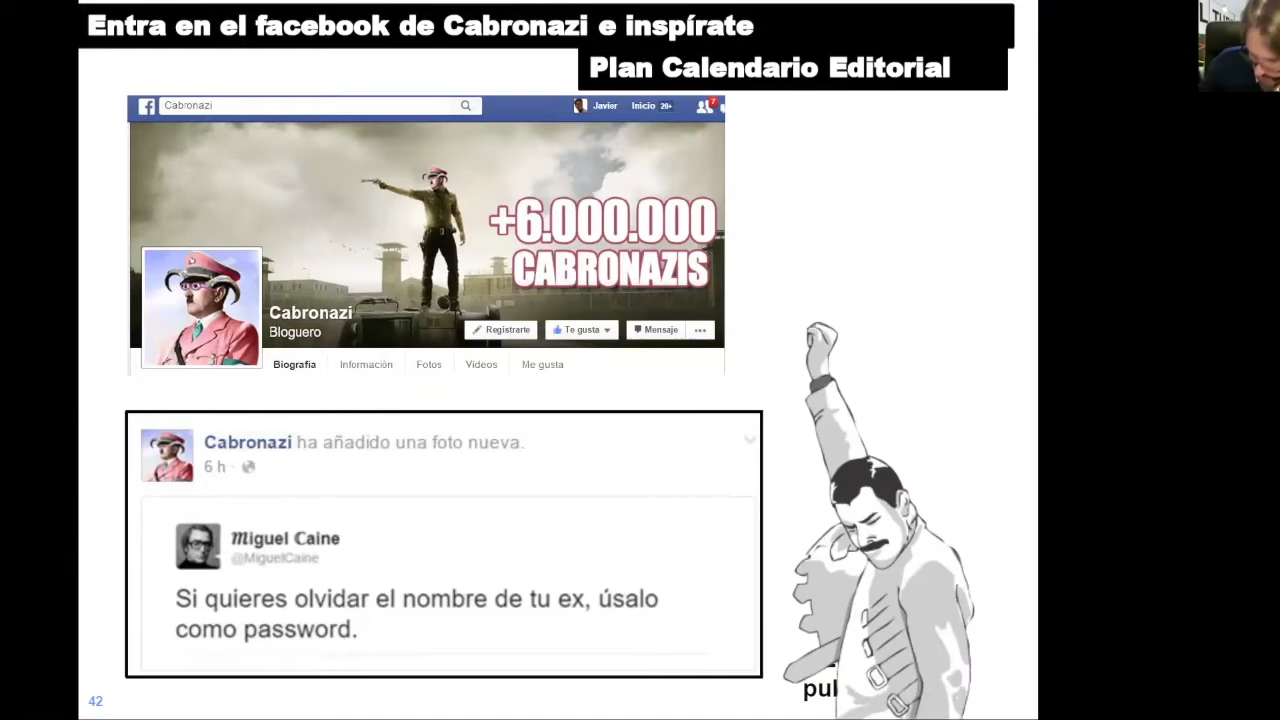 Entra en el facebook de Cabronazi e inspírate
Plan Calendario Editorial
Cabronazi
Javier Inicio 20+
7
+6.000.000
CABRONAZIS
Cabronazi
Bloguero
Registrarte Te gusta Mensaje
Biografía Información Fotos Vídeos Me gusta
Cabronazi ha añadido una foto nueva.
6 h
Miguel Caine
@MiguelCaine
Si quieres olvidar el nombre de tu ex, úsalo
como password.
42